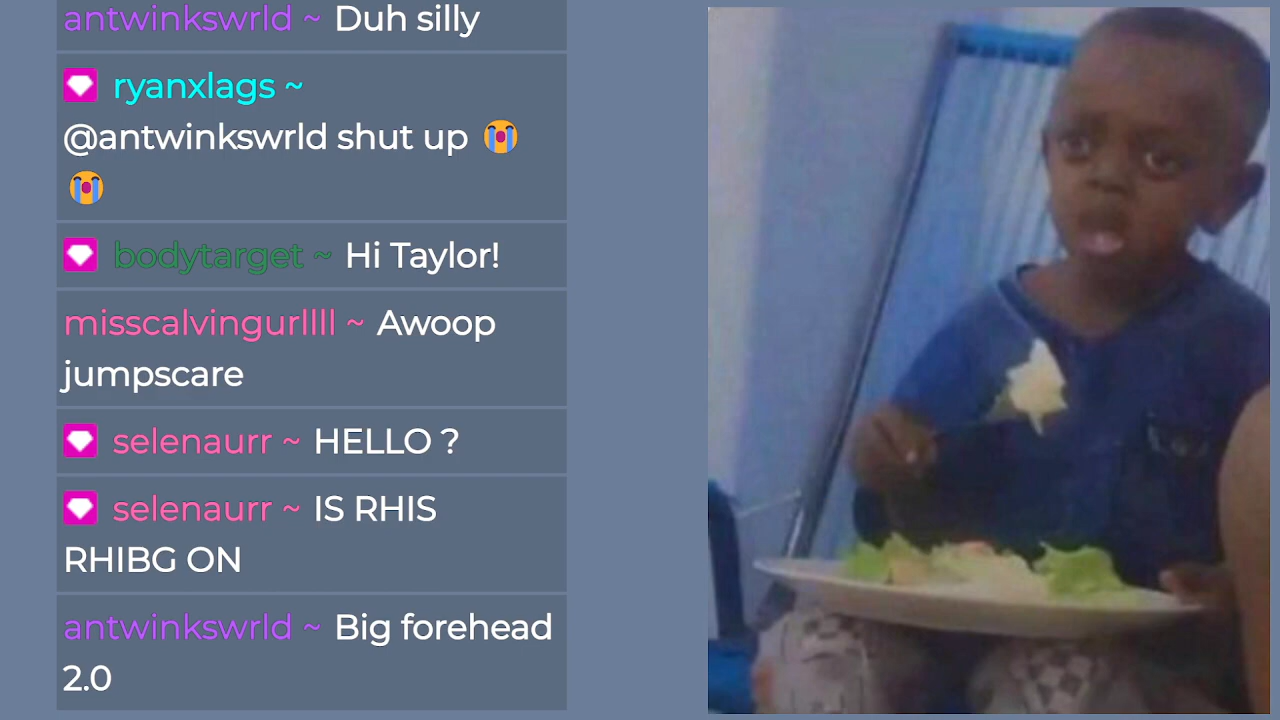 antwinkswrld ~ Duh silly
ryanxlags ~
@antwinkswrld shut up 😭
😭
bodytarget ~ Hi Taylor!
misscalvingurllll ~ Awoop
jumpscare
selenaurr ~ HELLO ?
selenaurr ~ IS RHIS
RHIBG ON
antwinkswrld ~ Big forehead
2.0